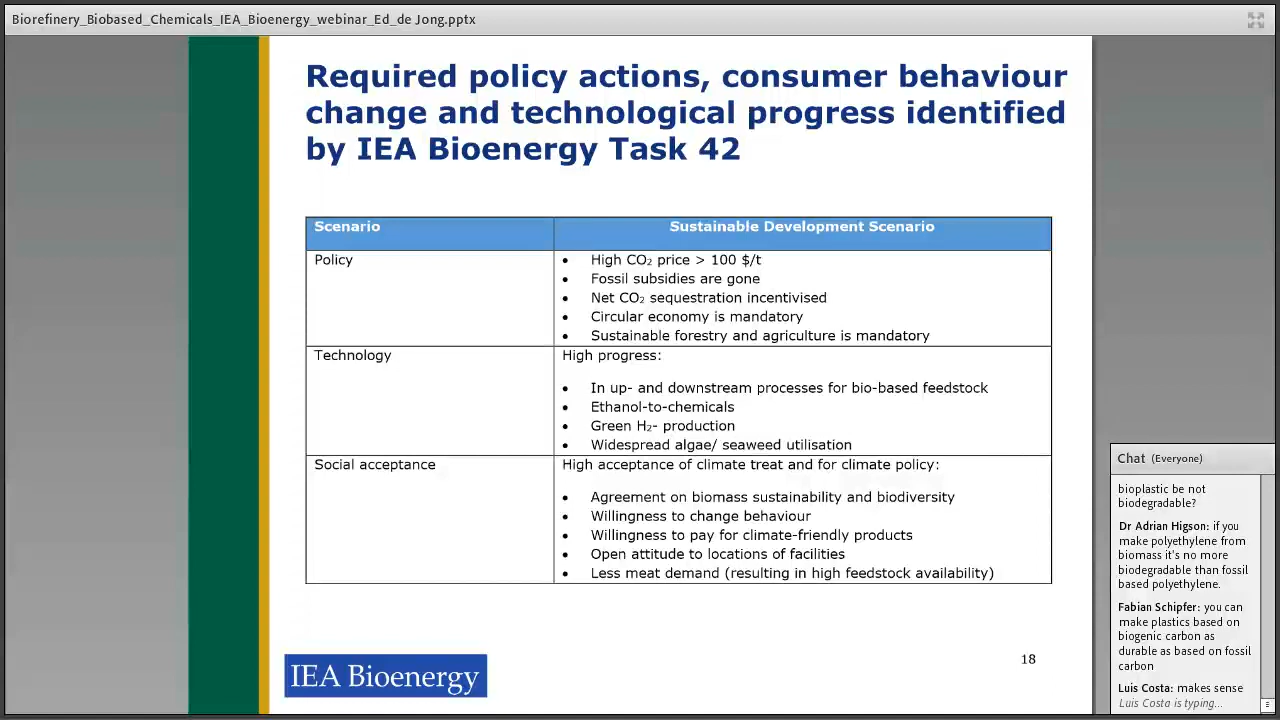 Biorefinery_Biobased_Chemicals_IEA_Bioenergy_webinar_Ed_de Jong.pptx
Required policy actions, consumer behaviour
change and technological progress identified
by IEA Bioenergy Task 42
Scenario
Sustainable Development Scenario
Policy
• High CO₂ price > 100 $/t
• Fossil subsidies are gone
• Net CO₂ sequestration incentivised
• Circular economy is mandatory
• Sustainable forestry and agriculture is mandatory
Technology
High progress:
• In up- and downstream processes for bio-based feedstock
• Ethanol-to-chemicals
• Green H₂- production
• Widespread algae/ seaweed utilisation
Social acceptance
High acceptance of climate treat and for climate policy:
• Agreement on biomass sustainability and biodiversity
• Willingness to change behaviour
• Willingness to pay for climate-friendly products
• Open attitude to locations of facilities
• Less meat demand (resulting in high feedstock availability)
IEA Bioenergy
18
Chat (Everyone)
bioplastic be not
biodegradable?
Dr Adrian Higson: if you
make polyethylene from
biomass it's no more
biodegradable than fossil
based polyethylene.
Fabian Schipfer: you can
make plastics based on
biogenic carbon as
durable as based on fossil
carbon
Luis Costa: makes sense
Luis Costa is typing...